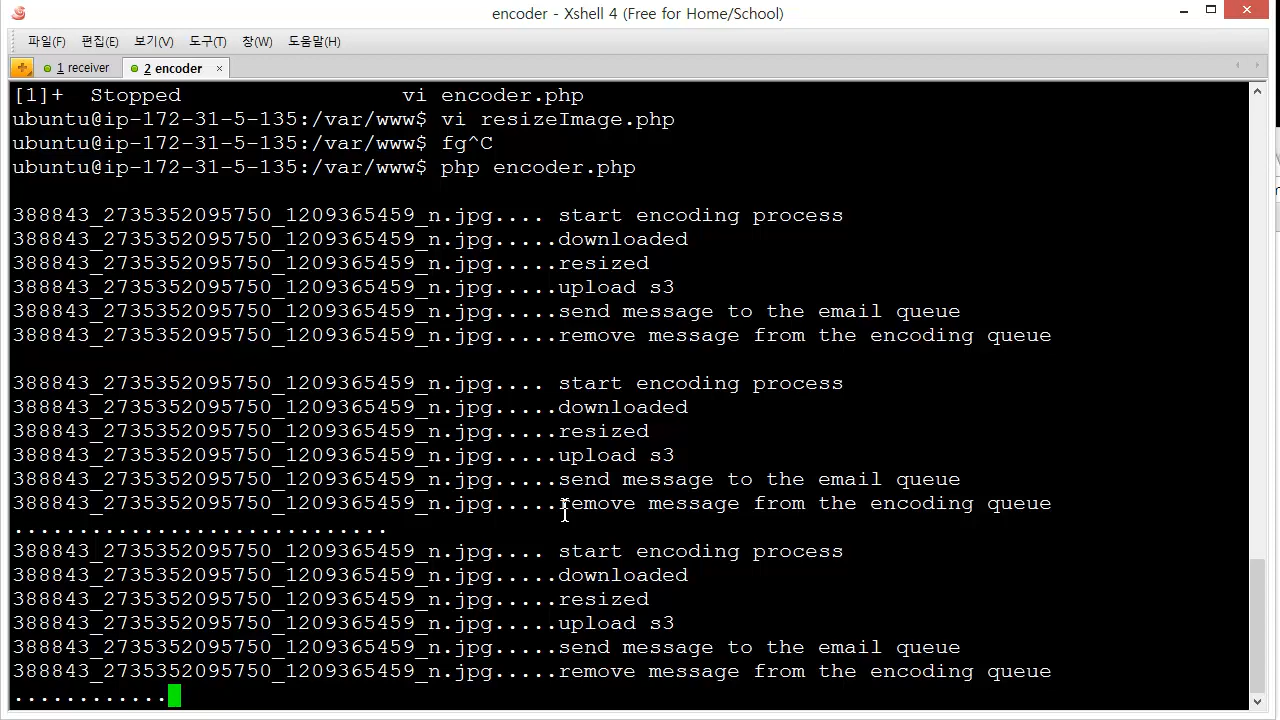 encoder - Xshell 4 (Free for Home/School)
파일(F) 편집(E) 보기(V) 도구(T) 창(W) 도움말(H)
1 receiver 2 encoder
[1]+  Stopped                 vi encoder.php
ubuntu@ip-172-31-5-135:/var/www$ vi resizeImage.php
ubuntu@ip-172-31-5-135:/var/www$ fg^C
ubuntu@ip-172-31-5-135:/var/www$ php encoder.php
388843_2735352095750_1209365459_n.jpg.... start encoding process
388843_2735352095750_1209365459_n.jpg.....downloaded
388843_2735352095750_1209365459_n.jpg.....resized
388843_2735352095750_1209365459_n.jpg.....upload s3
388843_2735352095750_1209365459_n.jpg.....send message to the email queue
388843_2735352095750_1209365459_n.jpg.....remove message from the encoding queue
388843_2735352095750_1209365459_n.jpg.... start encoding process
388843_2735352095750_1209365459_n.jpg.....downloaded
388843_2735352095750_1209365459_n.jpg.....resized
388843_2735352095750_1209365459_n.jpg.....upload s3
388843_2735352095750_1209365459_n.jpg.....send message to the email queue
388843_2735352095750_1209365459_n.jpg.....remove message from the encoding queue
.............................
388843_2735352095750_1209365459_n.jpg.... start encoding process
388843_2735352095750_1209365459_n.jpg.....downloaded
388843_2735352095750_1209365459_n.jpg.....resized
388843_2735352095750_1209365459_n.jpg.....upload s3
388843_2735352095750_1209365459_n.jpg.....send message to the email queue
388843_2735352095750_1209365459_n.jpg.....remove message from the encoding queue
............